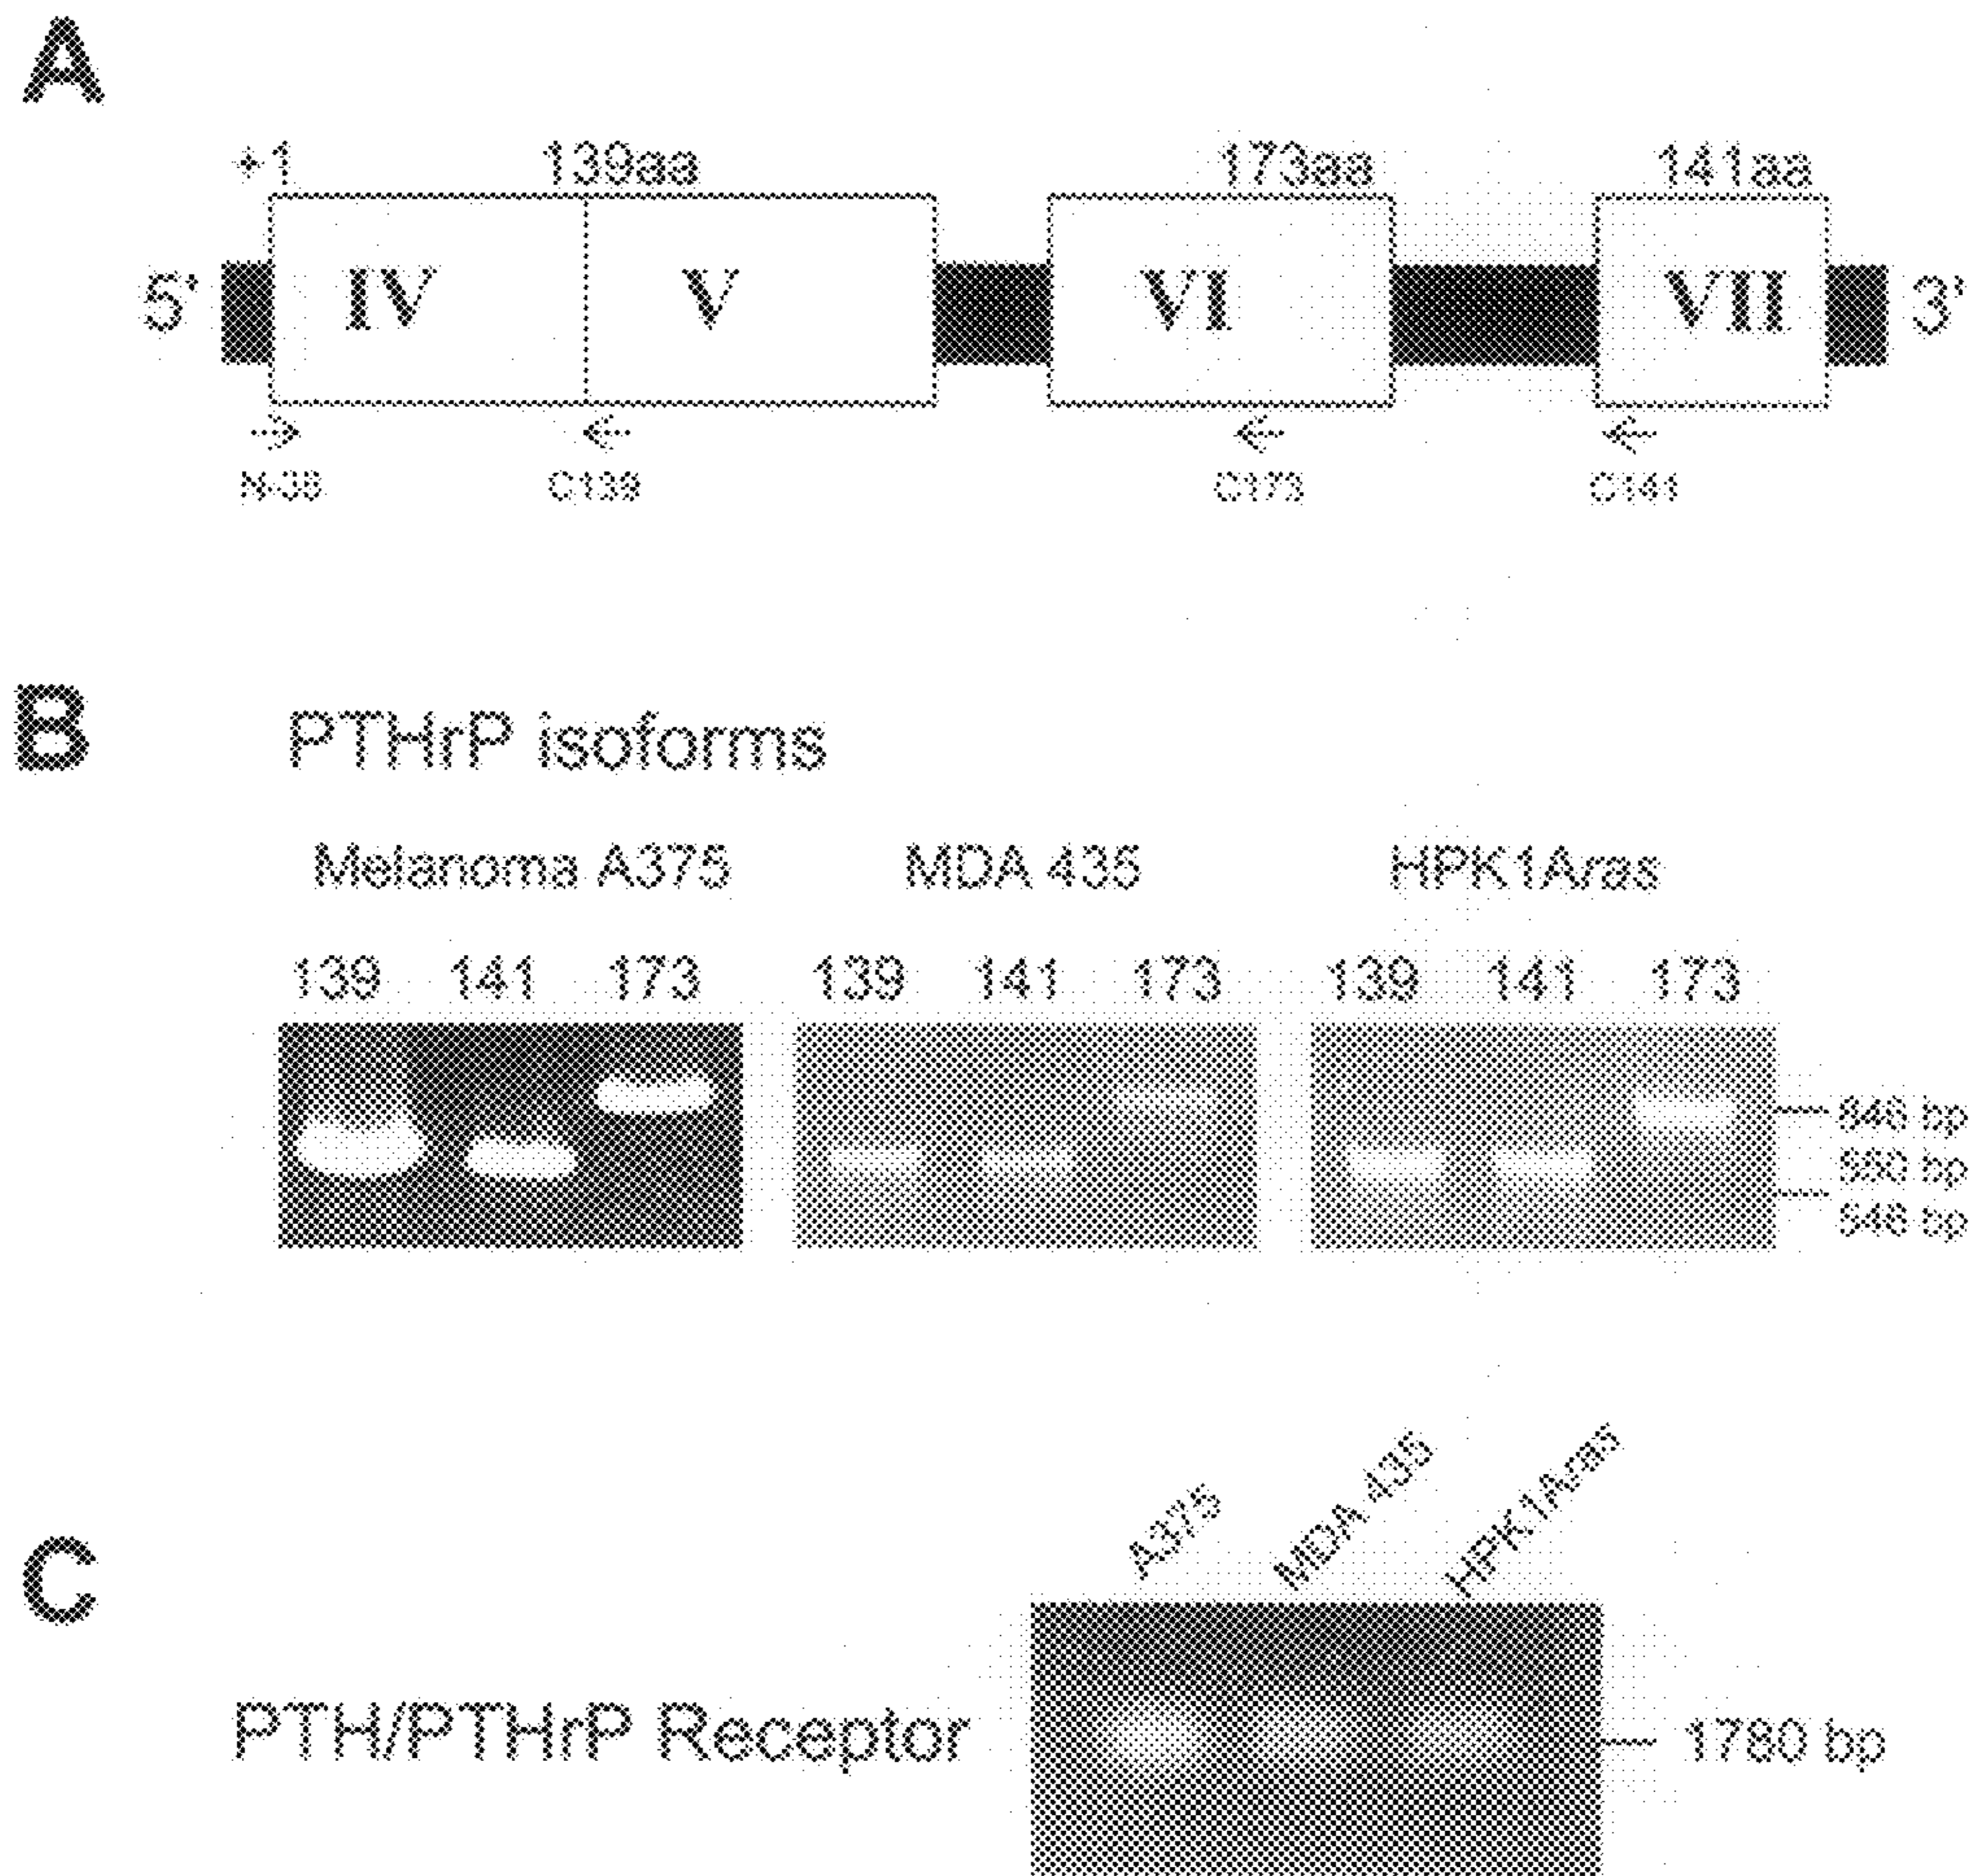 A
+1 139aa 173aa 141aa
5' IV V VI VII 3'
N-38 C139 C173 C141
B PTHrP isoforms
Melanoma A375 MDA 435 HPK1Aras
139 141 173 139 141 173 139 141 173
846 bp
bp
546 bp
A375 MDA 435 HPK1Aras
C
PTH/PTHrP Receptor 1780 bp